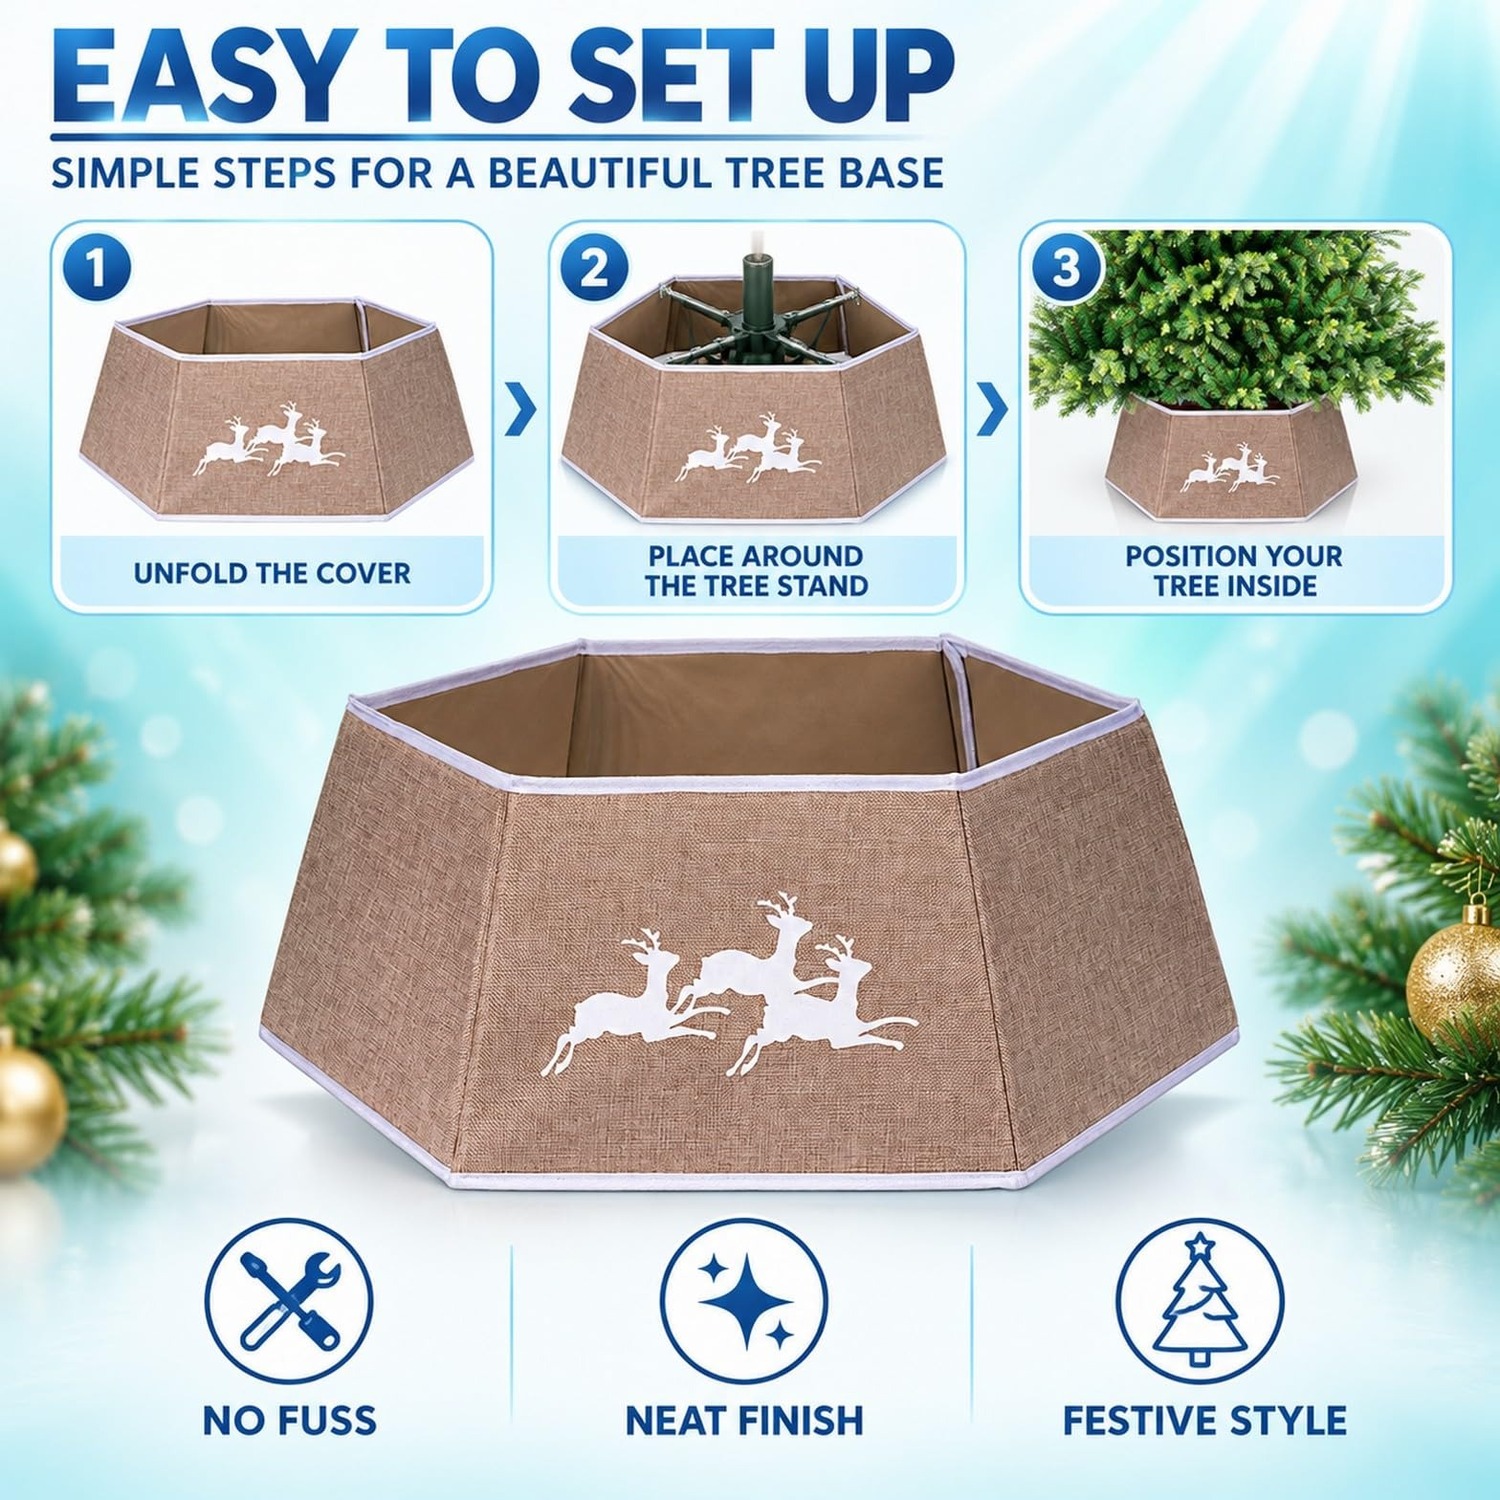 EASY TO SET UP
SIMPLE STEPS FOR A BEAUTIFUL TREE BASE
1
UNFOLD THE COVER
2
PLACE AROUND
THE TREE STAND
3
POSITION YOUR
TREE INSIDE
NO FUSS
NEAT FINISH
FESTIVE STYLE